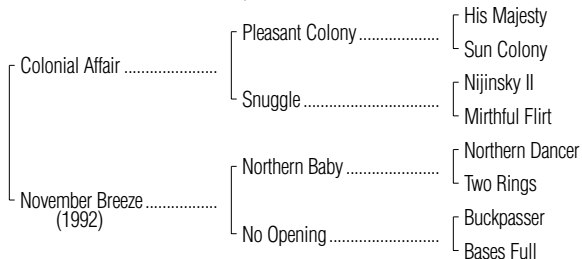 His Majesty
Pleasant Colony ...................
Sun Colony
Colonial Affair ......................
Nijinsky II
Snuggle ................................
Mirthful Flirt
Northern Dancer
Northern Baby ......................
Two Rings
November Breeze .................
(1992)
Buckpasser
No Opening ..........................
Bases Full